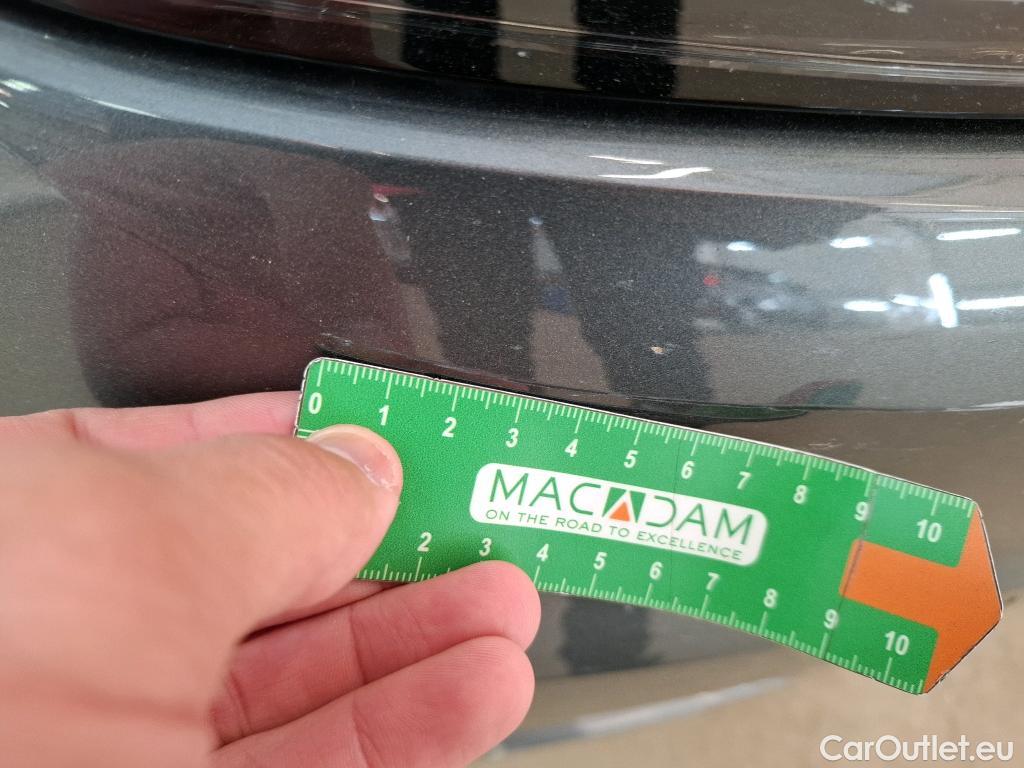 0 1 2 3 4 5 6 7 8 9 10
MACADAM
ON THE ROAD TO EXCELLENCE
2 3 4 5 6 7 8 9 10
CarOutlet.eu